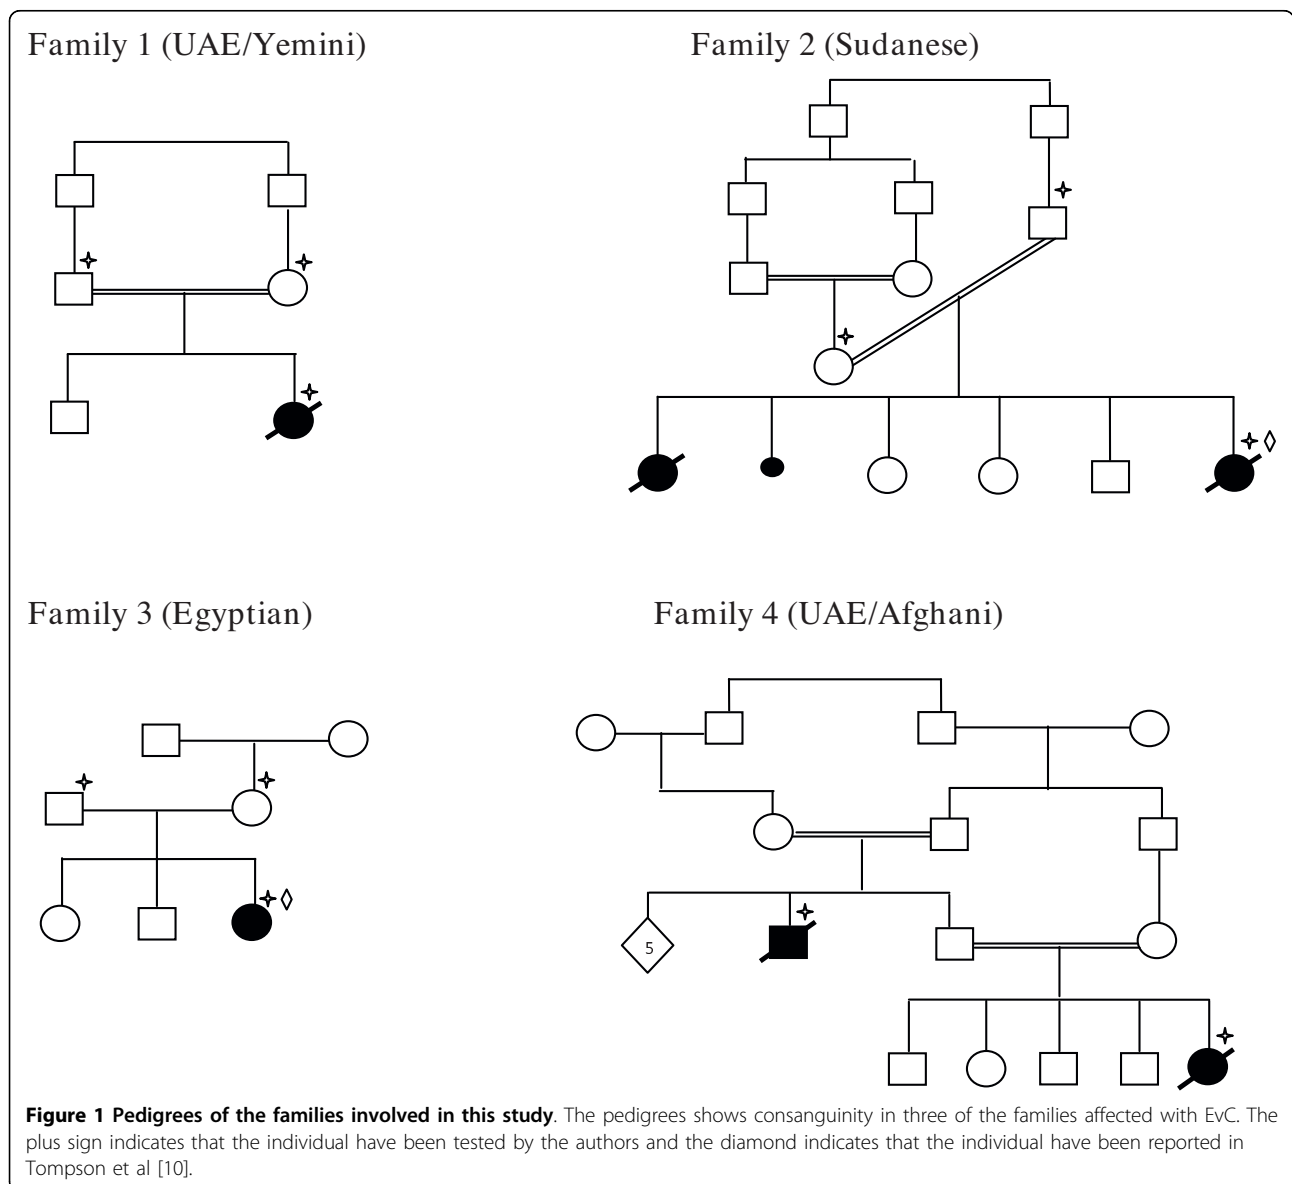 Family 1 (UAE/Yemini)
Family 2 (Sudanese)
Family 3 (Egyptian)
Family 4 (UAE/Afghani)
5
Figure 1 Pedigrees of the families involved in this study. The pedigrees shows consanguinity in three of the families affected with EvC. The
plus sign indicates that the individual have been tested by the authors and the diamond indicates that the individual have been reported in
Tompson et al [10].